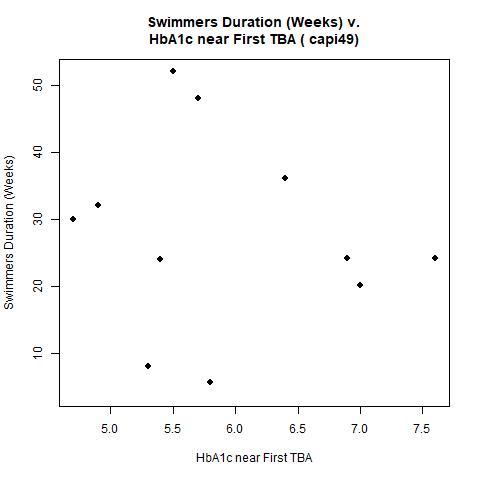 Swimmers Duration (Weeks) v.
HbA1c near First TBA ( capi49)
Swimmers Duration (Weeks)
50
40
30
20
10
5.0 5.5 6.0 6.5 7.0 7.5
HbA1c near First TBA